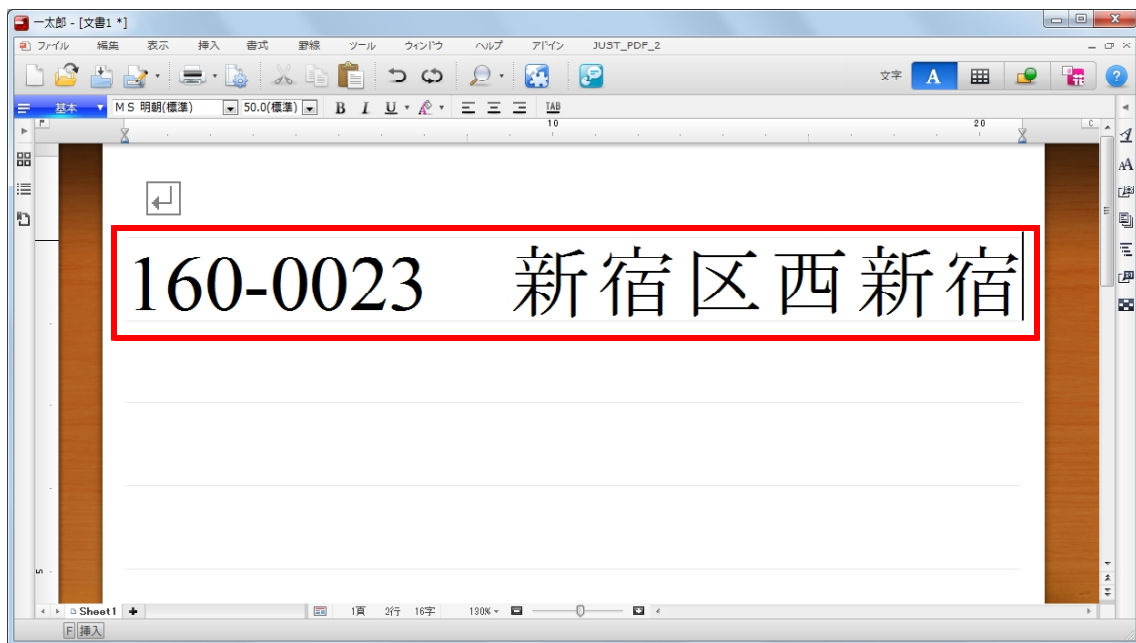 一太郎 - [文書1 *]
ファイル 編集 表示 挿入 書式 罫線 ツール ウィンドウ ヘルプ アドイン JUST_PDF_2
文字 A
基本 ＭＳ 明朝(標準) 50.0(標準) B I U TAB
10 20
160-0023　新宿区西新宿
5
Sheet1 1頁 2行 16字 130%
F 挿入